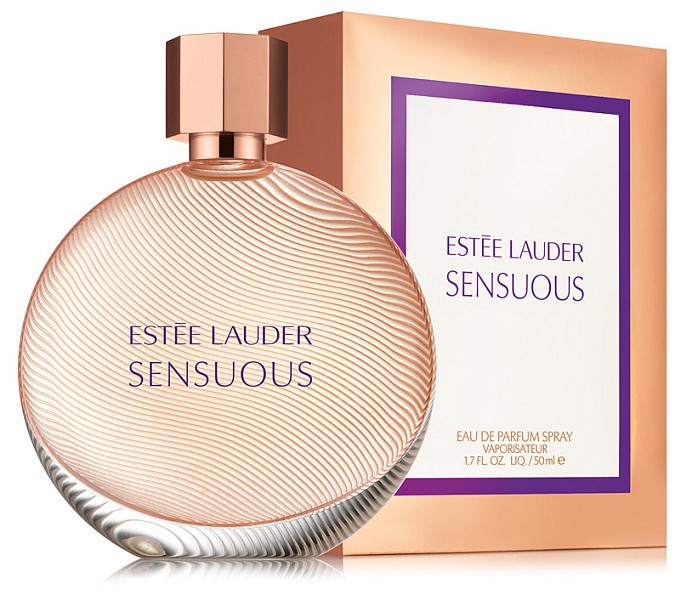 ESTĒE LAUDER
SENSUOUS
ESTĒE LAUDER
SENSUOUS
EAU DE PARFUM SPRAY
VAPORISATEUR
1.7 FL. OZ. LIQ./50 ml ℮